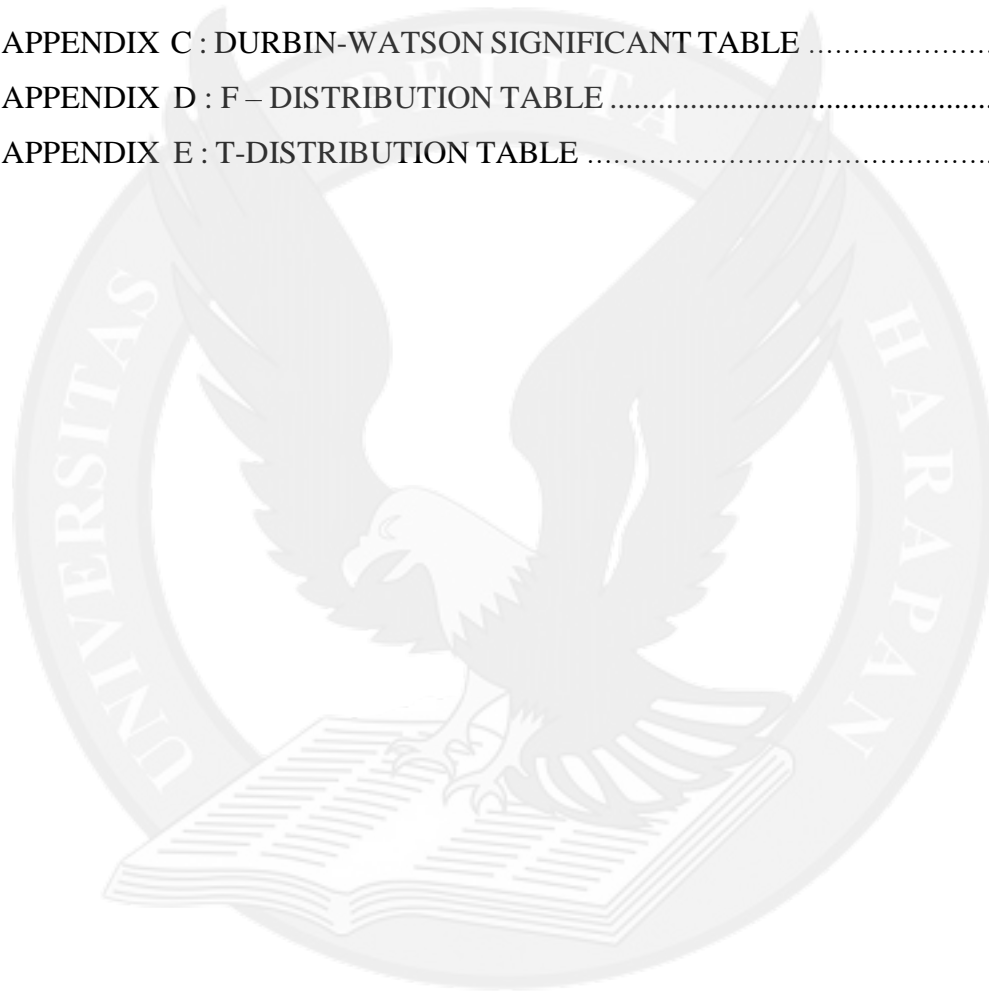 APPENDIX C : DURBIN-WATSON SIGNIFICANT TABLE ........................
APPENDIX D : F – DISTRIBUTION TABLE ................................................
APPENDIX E : T-DISTRIBUTION TABLE ................................................
UNIVERSITAS PELITA HARAPAN